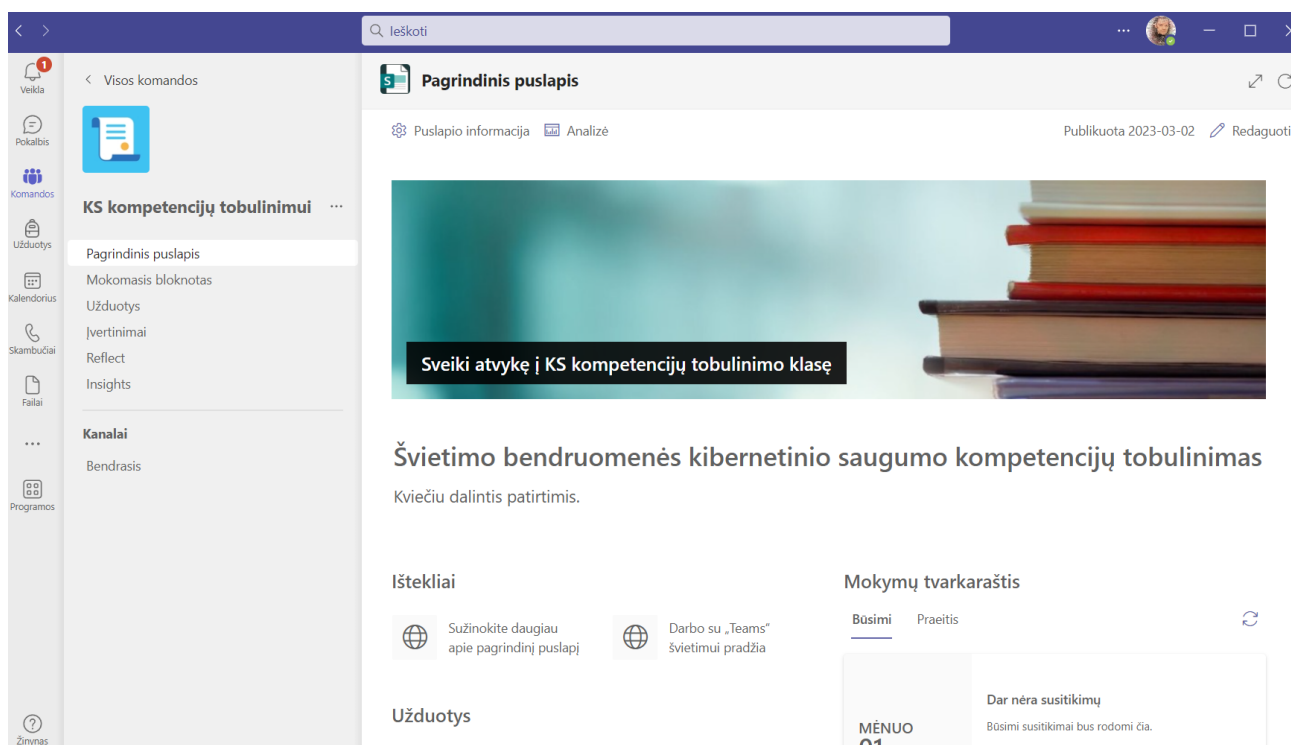 Ieškoti
1
Veikla
Pokalbis
Komandos
Užduotys
Kalendorius
Skambučiai
Failai
Programos
Žinynas
Visos komandos
KS kompetencijų tobulinimui
Pagrindinis puslapis
Mokomasis bloknotas
Užduotys
Įvertinimai
Reflect
Insights
Kanalai
Bendrasis
S
Pagrindinis puslapis
Puslapio informacija
Analizė
Publikuota 2023-03-02
Redaguoti
Sveiki atvykę į KS kompetencijų tobulinimo klasę
Švietimo bendruomenės kibernetinio saugumo kompetencijų tobulinimas
Kviečiu dalintis patirtimis.
Ištekliai
Sužinokite daugiau
apie pagrindinį puslapį
Darbo su „Teams“
švietimui pradžia
Užduotys
Mokymų tvarkaraštis
Būsimi
Praeitis
MĖNUO
01
Dar nėra susitikimų
Būsimi susitikimai bus rodomi čia.